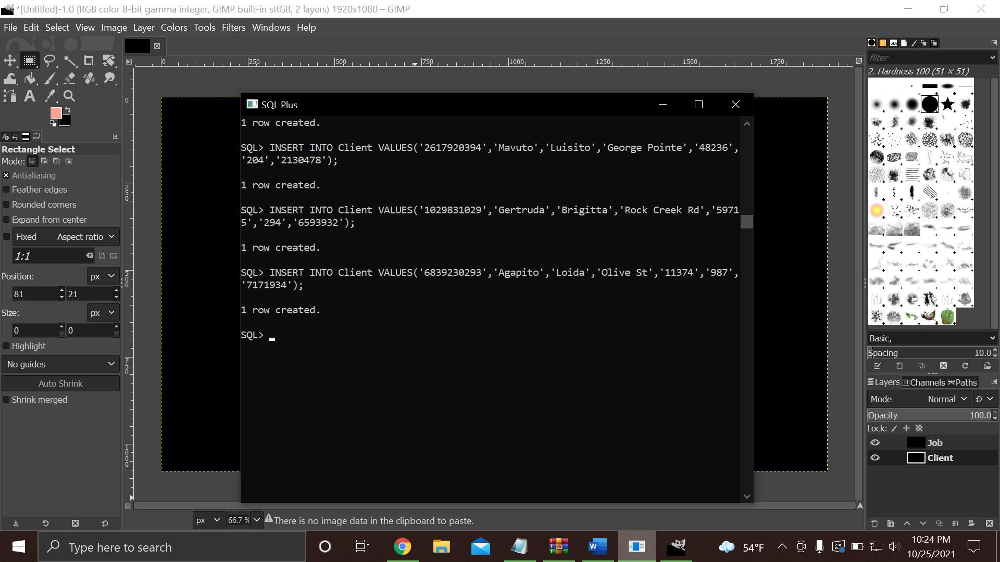 *[Untitled]-1.0 (RGB color 8-bit gamma integer, GIMP built-in sRGB, 2 layers) 1920x1080 – GIMP
File Edit Select View Image Layer Colors Tools Filters Windows Help
0 250 500 750 1000 1250 1500 1750
0
250
500
750
1000
Rectangle Select
Mode:
Antialiasing
Feather edges
Rounded corners
Expand from center
Fixed Aspect ratio
1:1
Position: px
81 21
Size: px
0 0
Highlight
No guides
Auto Shrink
Shrink merged
SQL Plus
1 row created.
SQL> INSERT INTO Client VALUES('2617920394','Mavuto','Luisito','George Pointe','48236',
'204','2130478');
1 row created.
SQL> INSERT INTO Client VALUES('1029831029','Gertruda','Brigitta','Rock Creek Rd','5971
5','294','6593932');
1 row created.
SQL> INSERT INTO Client VALUES('6839230293','Agapito','Loida','Olive St','11374','987',
'7171934');
1 row created.
SQL>
px 66.7 % There is no image data in the clipboard to paste.
filter
2. Hardness 100 (51 × 51)
Basic,
Spacing 10.0
Layers Channels Paths
Mode Normal
Opacity 100.0
Lock:
Job
Client
Type here to search
54°F
10:24 PM
10/25/2021